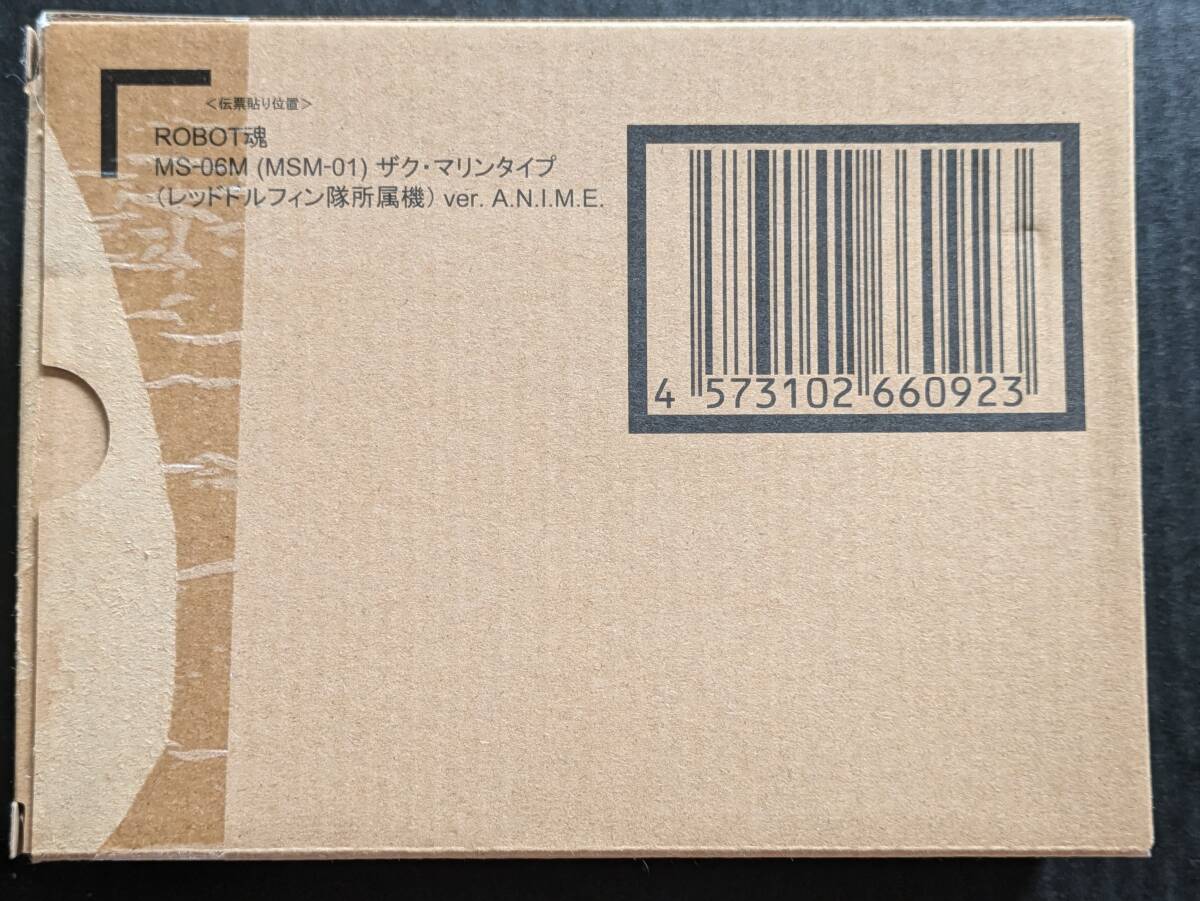 <伝票貼り位置>
ROBOT魂
MS-06M (MSM-01) ザク・マリンタイプ
(レッドドルフィン隊所属機) ver. A.N.I.M.E.
4 573102 660923